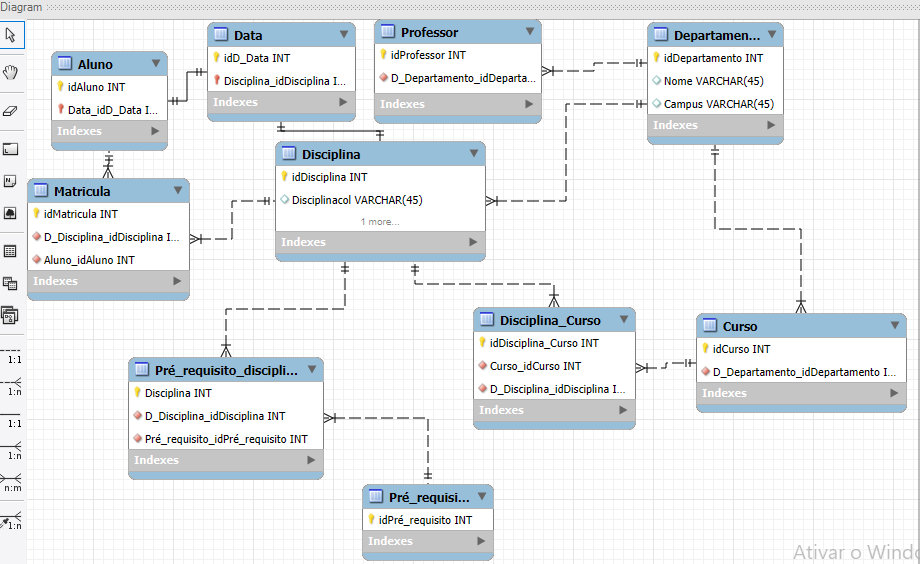 Diagram
Aluno
idAluno INT
Data_idD_Data I...
Indexes
Data
idD_Data INT
Disciplina_idDisciplina I...
Indexes
Professor
idProfessor INT
D_Departamento_idDeparta...
Indexes
Departamen...
idDepartamento INT
Nome VARCHAR(45)
Campus VARCHAR(45)
Indexes
Matricula
idMatricula INT
D_Disciplina_idDisciplina I...
Aluno_idAluno INT
Indexes
Disciplina
idDisciplina INT
Disciplinacol VARCHAR(45)
1 more...
Indexes
Pré_requisito_discipli...
Disciplina INT
D_Disciplina_idDisciplina INT
Pré_requisito_idPré_requisito INT
Indexes
Disciplina_Curso
idDisciplina_Curso INT
Curso_idCurso INT
D_Disciplina_idDisciplina I...
Indexes
Curso
idCurso INT
D_Departamento_idDepartamento I...
Indexes
Pré_requisi...
idPré_requisito INT
Indexes
1:1
1:n
1:1
1:n
n:m
1:n
Ativar o Windo